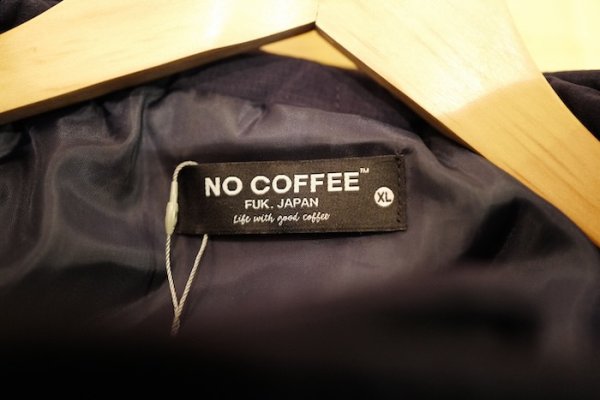 NO COFFEE™
FUK. JAPAN
Life with good coffee
XL